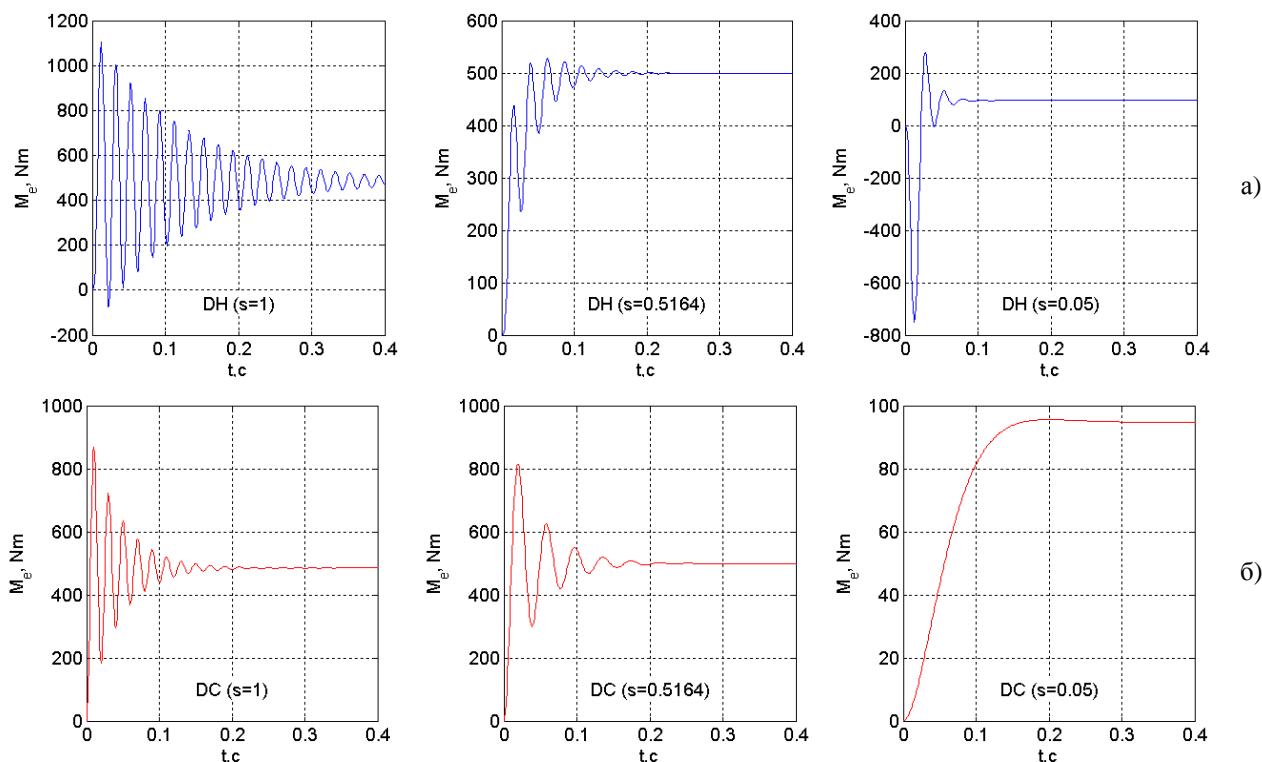 1200
1000
800
600
400
200
0
-200
M_e, Nm
0 0.1 0.2 0.3 0.4
t,c
DH (s=1)
600
500
400
300
200
100
0
M_e, Nm
0 0.1 0.2 0.3 0.4
t,c
DH (s=0.5164)
400
200
0
-200
-400
-600
-800
M_e, Nm
0 0.1 0.2 0.3 0.4
t,c
DH (s=0.05)
а)
1000
800
600
400
200
0
M_e, Nm
0 0.1 0.2 0.3 0.4
t,c
DC (s=1)
1000
800
600
400
200
0
M_e, Nm
0 0.1 0.2 0.3 0.4
t,c
DC (s=0.5164)
100
80
60
40
20
0
M_e, Nm
0 0.1 0.2 0.3 0.4
t,c
DC (s=0.05)
б)